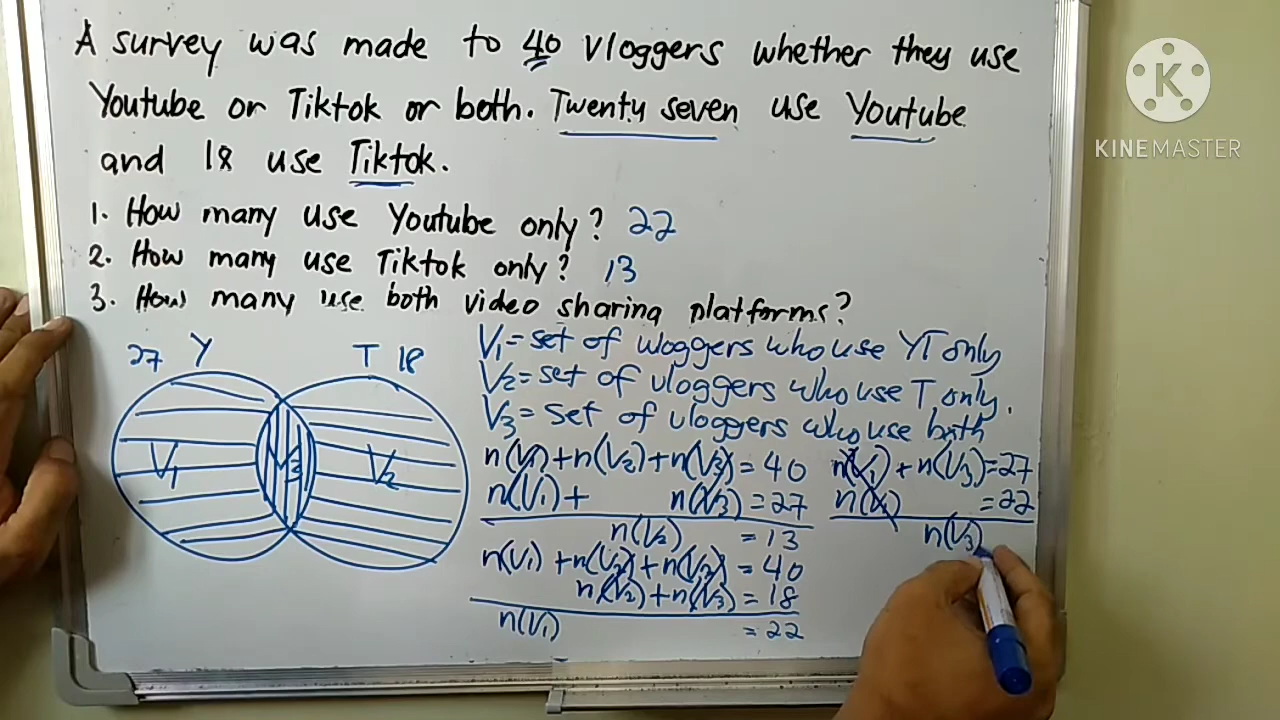 A survey was made to 40 vloggers whether they use
Youtube or Tiktok or both. Twenty seven use Youtube
and 18 use Tiktok.
1. How many use Youtube only? 22
2. How many use Tiktok only? 13
3. How many use both video sharing platforms?
27 Y T 18
V₁ V₃ V₂
V₁ = set of vloggers who use YT only
V₂ = set of vloggers who use T only.
V₃ = set of vloggers who use both
n(V₁) + n(V₂) + n(V₃) = 40
n(V₁) + n(V₃) = 27
n(V₂) = 13
n(V₁) + n(V₂) + n(V₃) = 40
n(V₂) + n(V₃) = 18
n(V₁) = 22
n(V₁) + n(V₃) = 27
n(V₁) = 22
n(V₃)
K
KINEMASTER